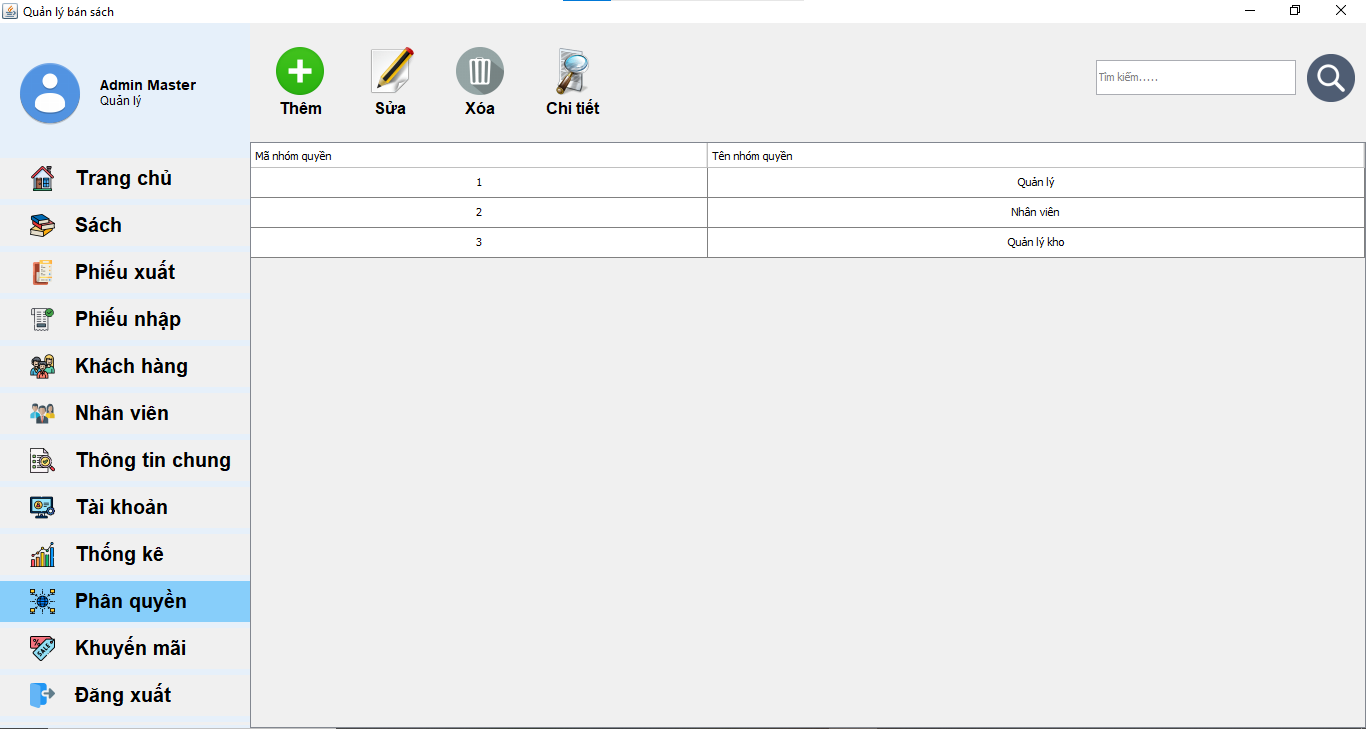 Quản lý bán sách
Admin Master
Quản lý
Thêm
Sửa
Xóa
Chi tiết
Tìm kiếm.....
Trang chủ
Sách
Phiếu xuất
Phiếu nhập
Khách hàng
Nhân viên
Thông tin chung
Tài khoản
Thống kê
Phân quyền
Khuyến mãi
Đăng xuất
Mã nhóm quyền Tên nhóm quyền
1 Quản lý
2 Nhân viên
3 Quản lý kho